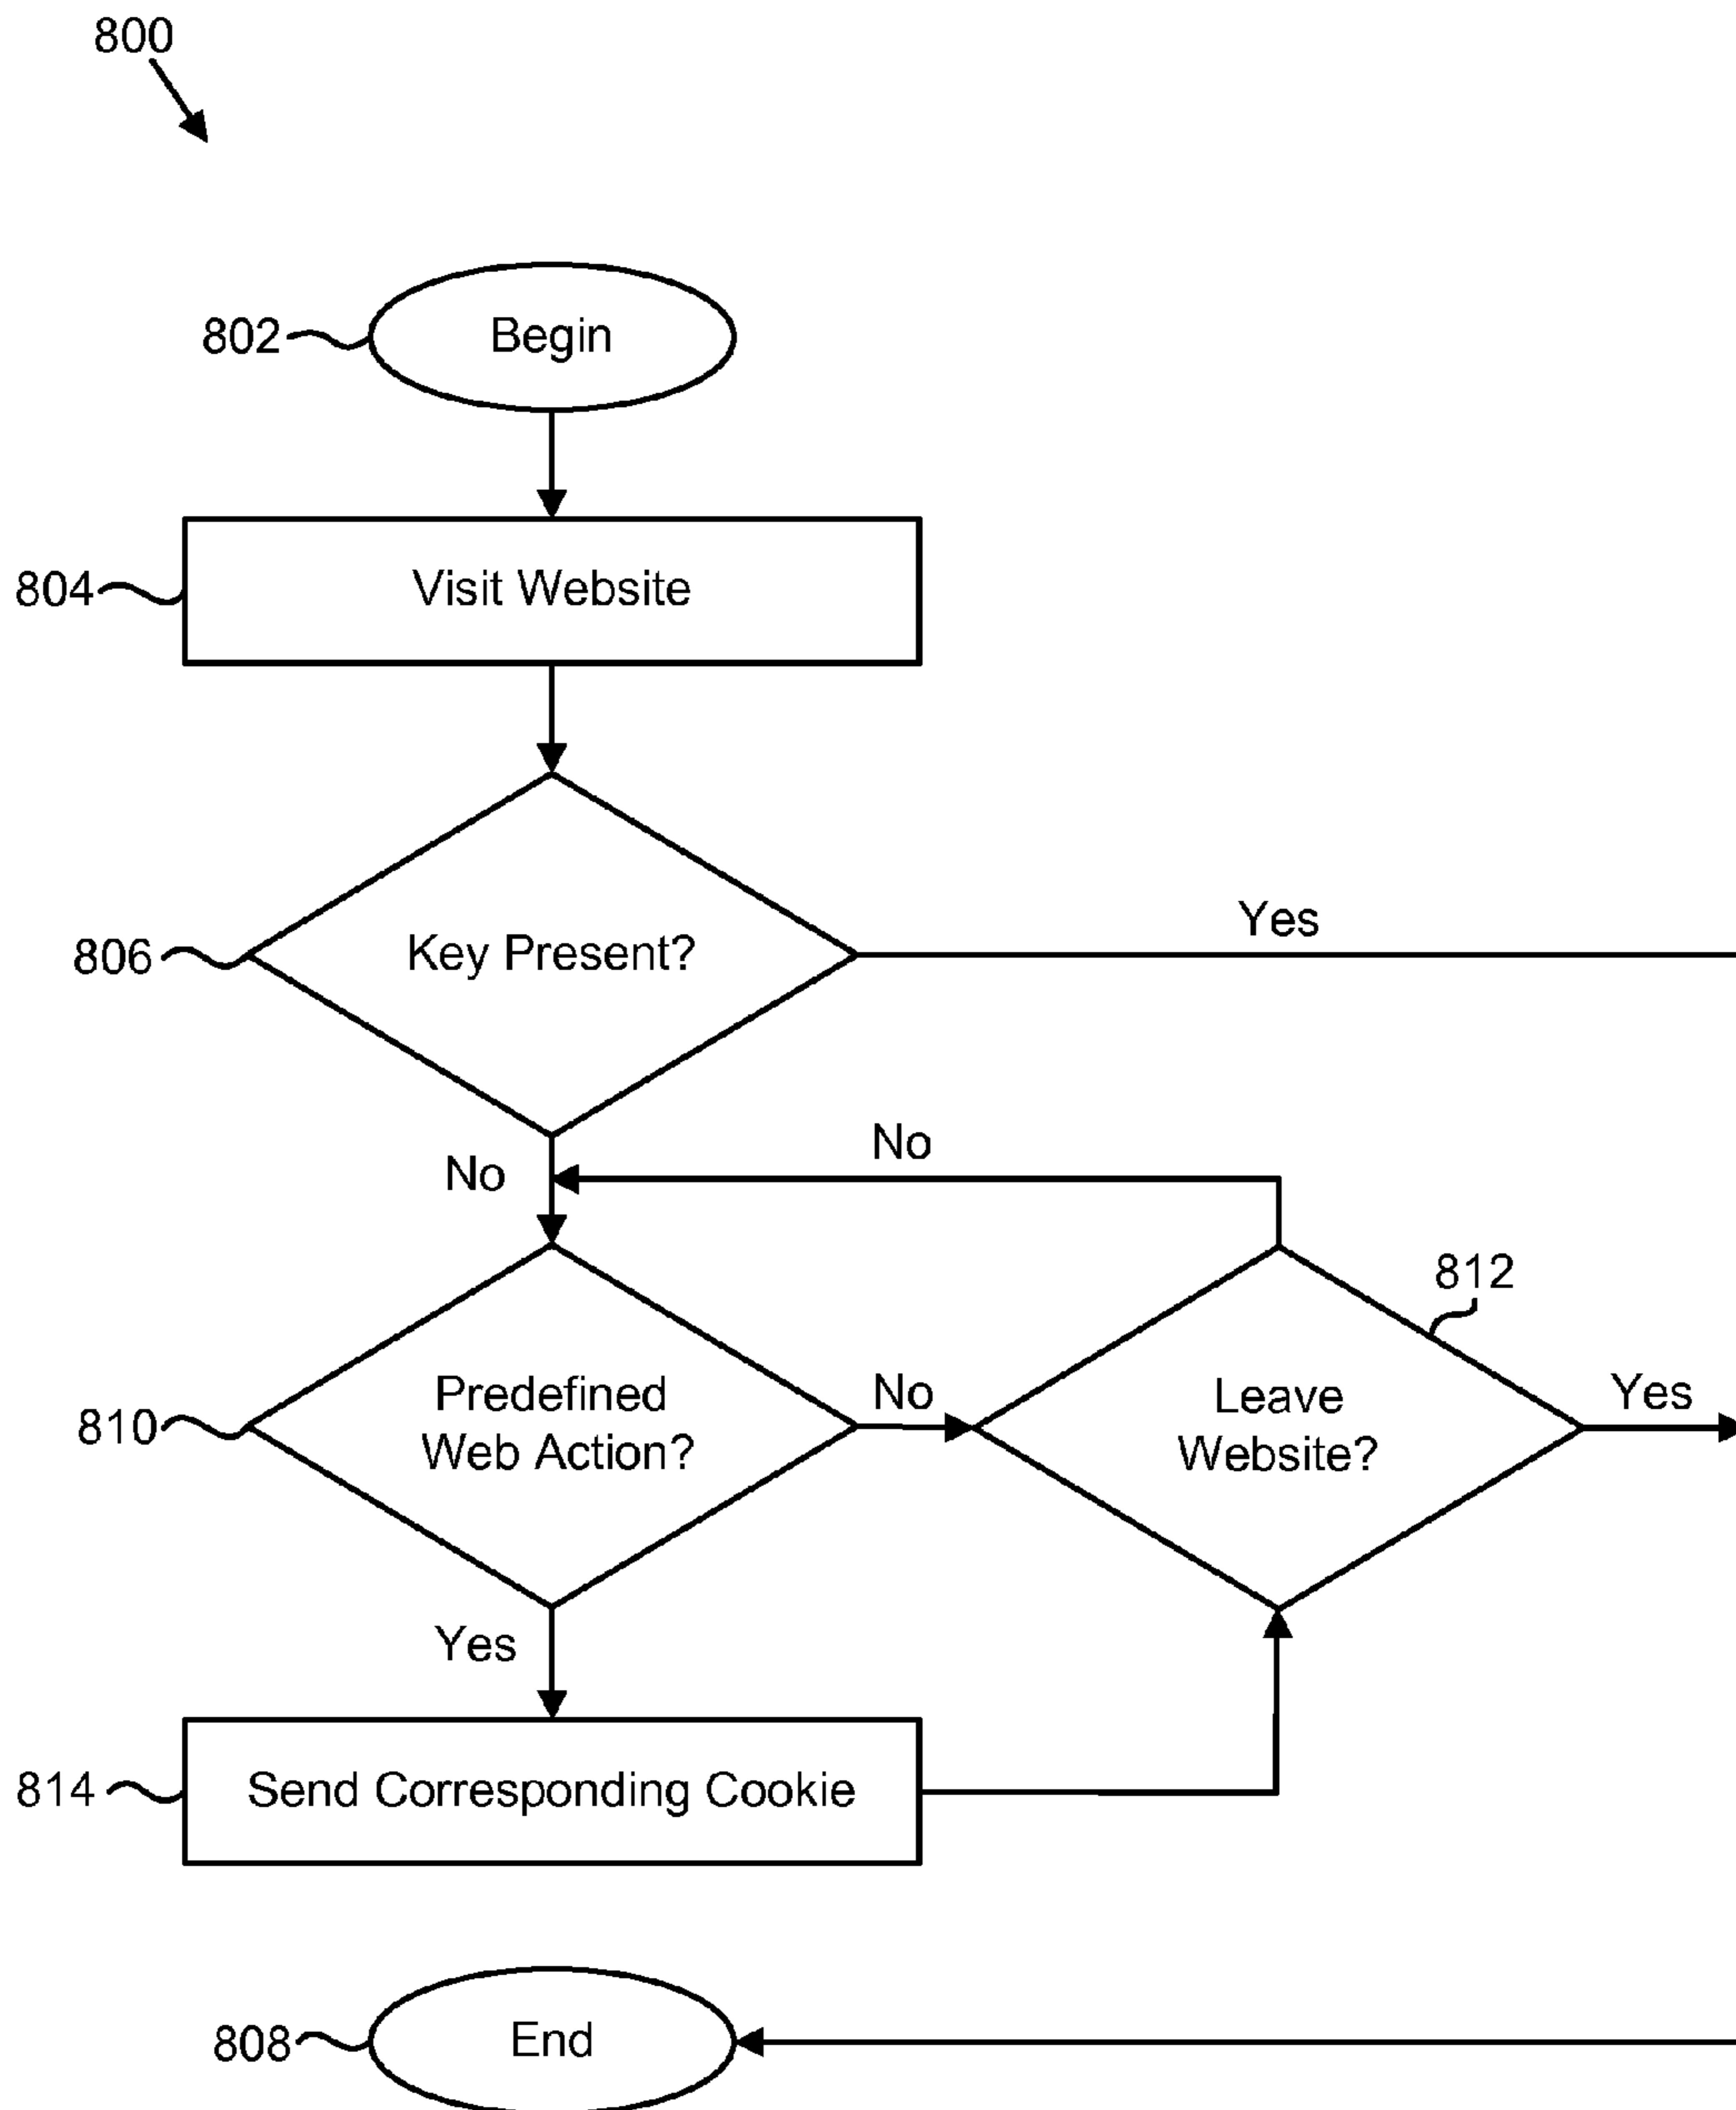 800
802
Begin
804
Visit Website
806
Key Present?
Yes
No
No
812
810
Predefined
Web Action?
No
Leave
Website?
Yes
Yes
814
Send Corresponding Cookie
808
End